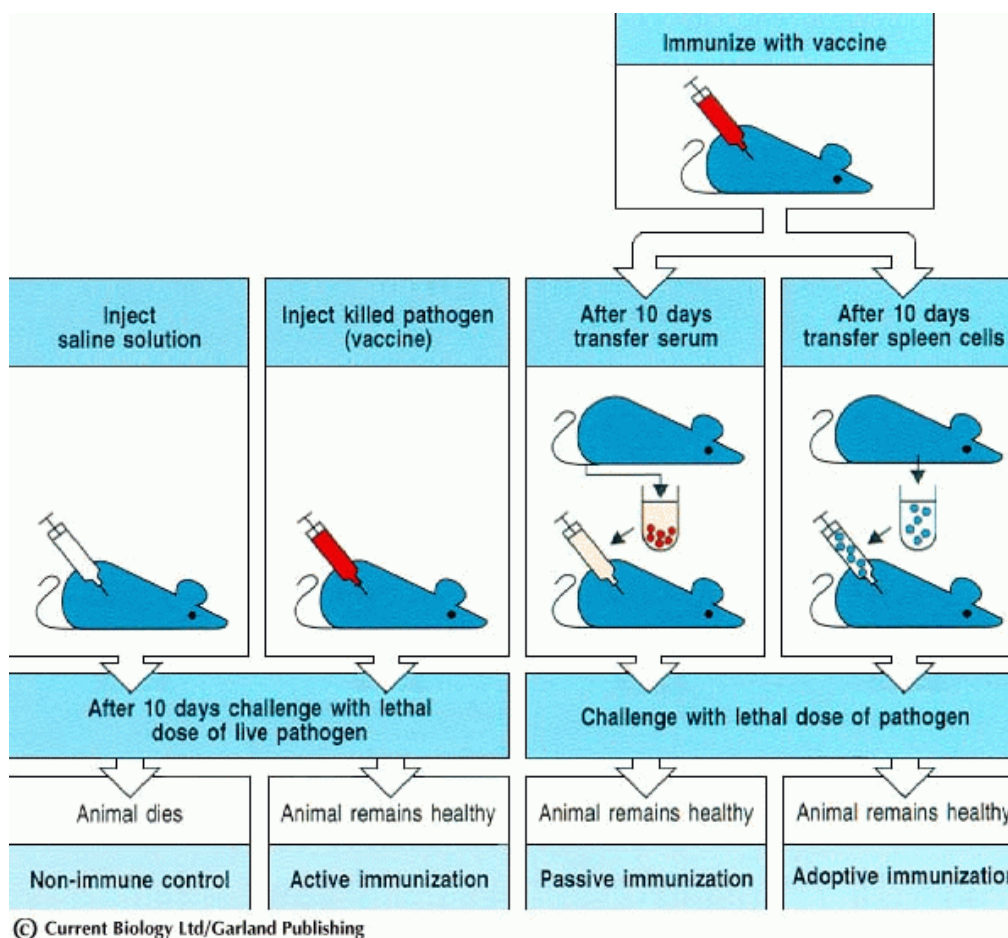 Immunize with vaccine
Inject
saline solution
Inject killed pathogen
(vaccine)
After 10 days
transfer serum
After 10 days
transfer spleen cells
After 10 days challenge with lethal
dose of live pathogen
Challenge with lethal dose of pathogen
Animal dies
Animal remains healthy
Animal remains healthy
Animal remains healthy
Non-immune control
Active immunization
Passive immunization
Adoptive immunization
© Current Biology Ltd/Garland Publishing